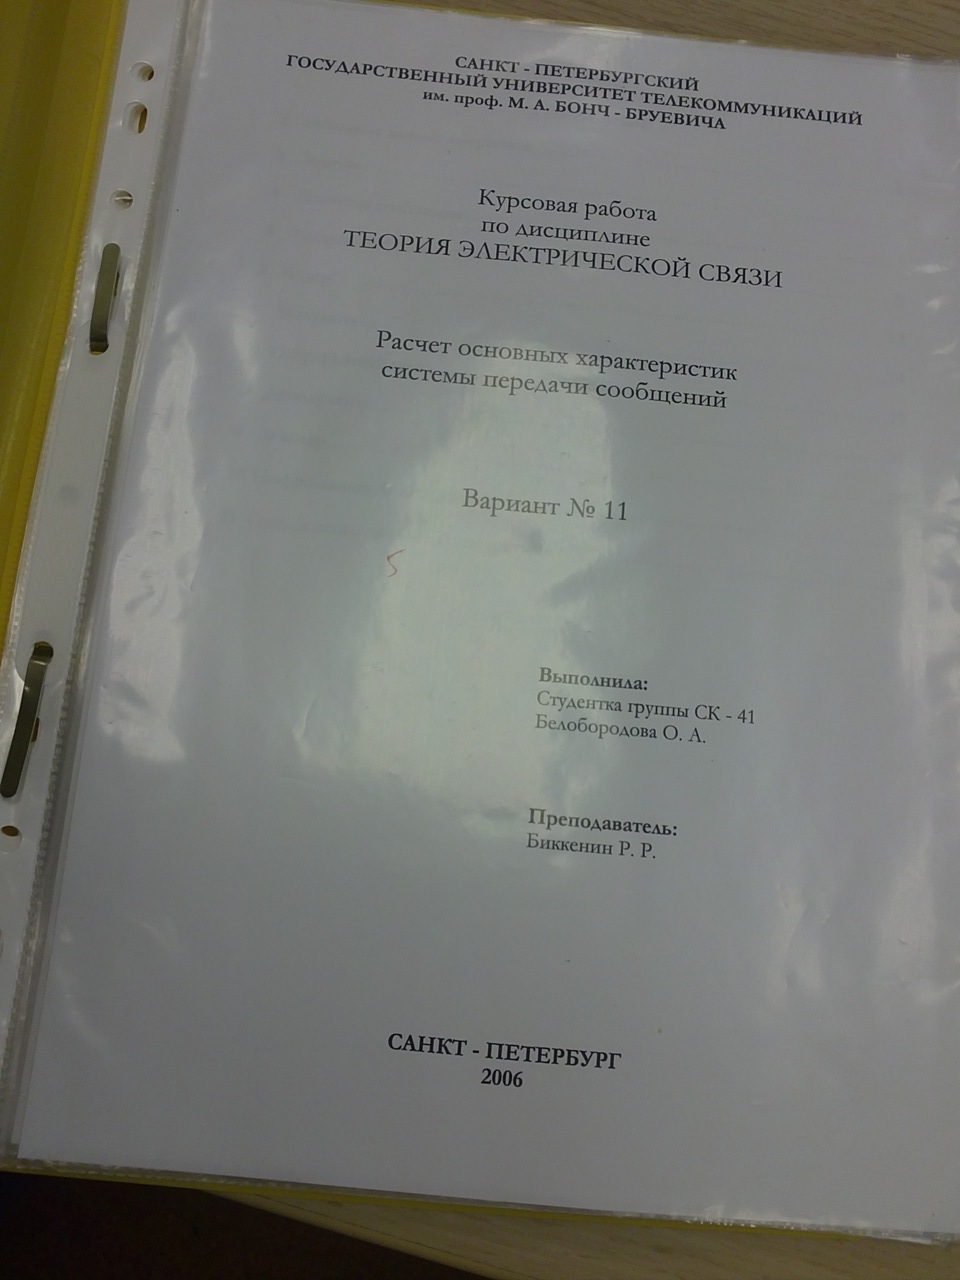 САНКТ - ПЕТЕРБУРГСКИЙ
ГОСУДАРСТВЕННЫЙ УНИВЕРСИТЕТ ТЕЛЕКОММУНИКАЦИЙ
им. проф. М. А. БОНЧ - БРУЕВИЧА
Курсовая работа
по дисциплине
ТЕОРИЯ ЭЛЕКТРИЧЕСКОЙ СВЯЗИ
Расчет основных характеристик
системы передачи сообщений
Вариант № 11
5
Выполнила:
Студентка группы СК - 41
Белобородова О. А.
Преподаватель:
Биккенин Р. Р.
САНКТ - ПЕТЕРБУРГ
2006